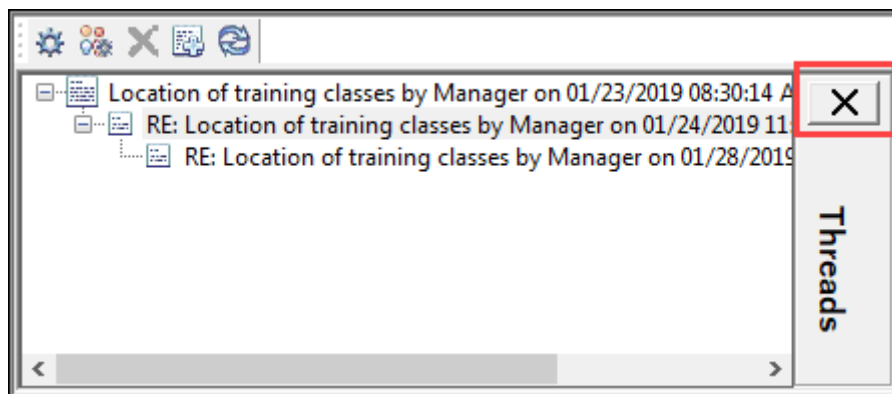 Location of training classes by Manager on 01/23/2019 08:30:14 A
RE: Location of training classes by Manager on 01/24/2019 11:
RE: Location of training classes by Manager on 01/28/2019
Threads